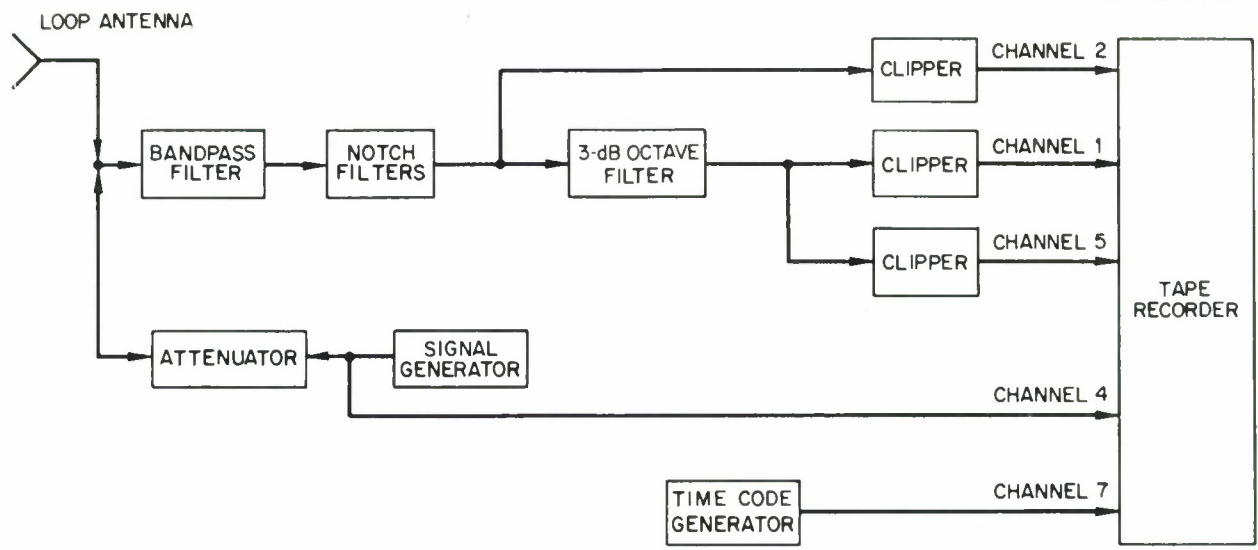 LOOP ANTENNA
CHANNEL 2
CLIPPER
BANDPASS
FILTER
NOTCH
FILTERS
3-dB OCTAVE
FILTER
CLIPPER
CHANNEL 1
CLIPPER
CHANNEL 5
TAPE
RECORDER
ATTENUATOR
SIGNAL
GENERATOR
CHANNEL 4
TIME CODE
GENERATOR
CHANNEL 7